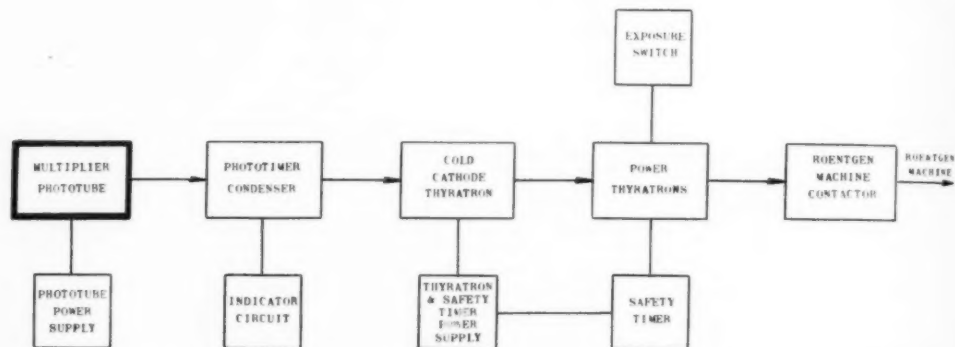 EXPOSURE
SWITCH
MULTIPLIER
PHOTOTUBE
PHOTOTIMER
CONDENSER
COLD
CATHODE
THYRATRON
POWER
THYRATRONS
ROENTGEN
MACHINE
CONTACTOR
ROENTGEN
MACHINE
PHOTOTUBE
POWER
SUPPLY
INDICATOR
CIRCUIT
THYRATRON
& SAFETY
TIMER
POWER
SUPPLY
SAFETY
TIMER